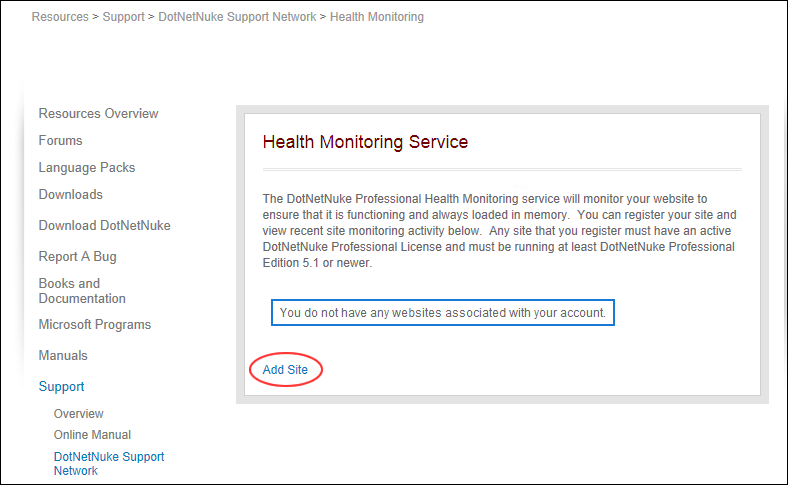 Resources > Support > DotNetNuke Support Network > Health Monitoring
Resources Overview
Forums
Language Packs
Downloads
Download DotNetNuke
Report A Bug
Books and
Documentation
Microsoft Programs
Manuals
Support
Overview
Online Manual
DotNetNuke Support
Network
Health Monitoring Service
The DotNetNuke Professional Health Monitoring service will monitor your website to
ensure that it is functioning and always loaded in memory.  You can register your site and
view recent site monitoring activity below.  Any site that you register must have an active
DotNetNuke Professional License and must be running at least DotNetNuke Professional
Edition 5.1 or newer.
You do not have any websites associated with your account.
Add Site